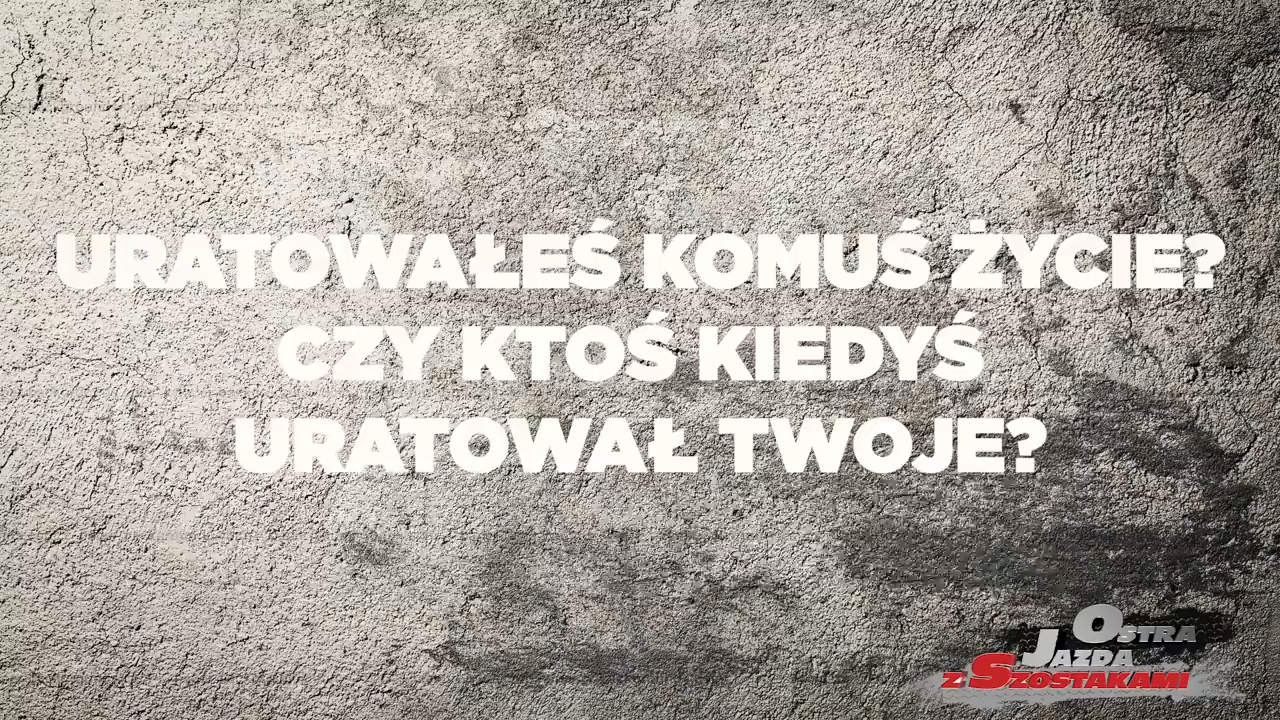 URATOWAŁEŚ KOMUŚ ŻYCIE?
CZY KTOŚ KIEDYŚ
URATOWAŁ TWOJE?
OSTRA
JAZDA
Z SZOSTAKAMI